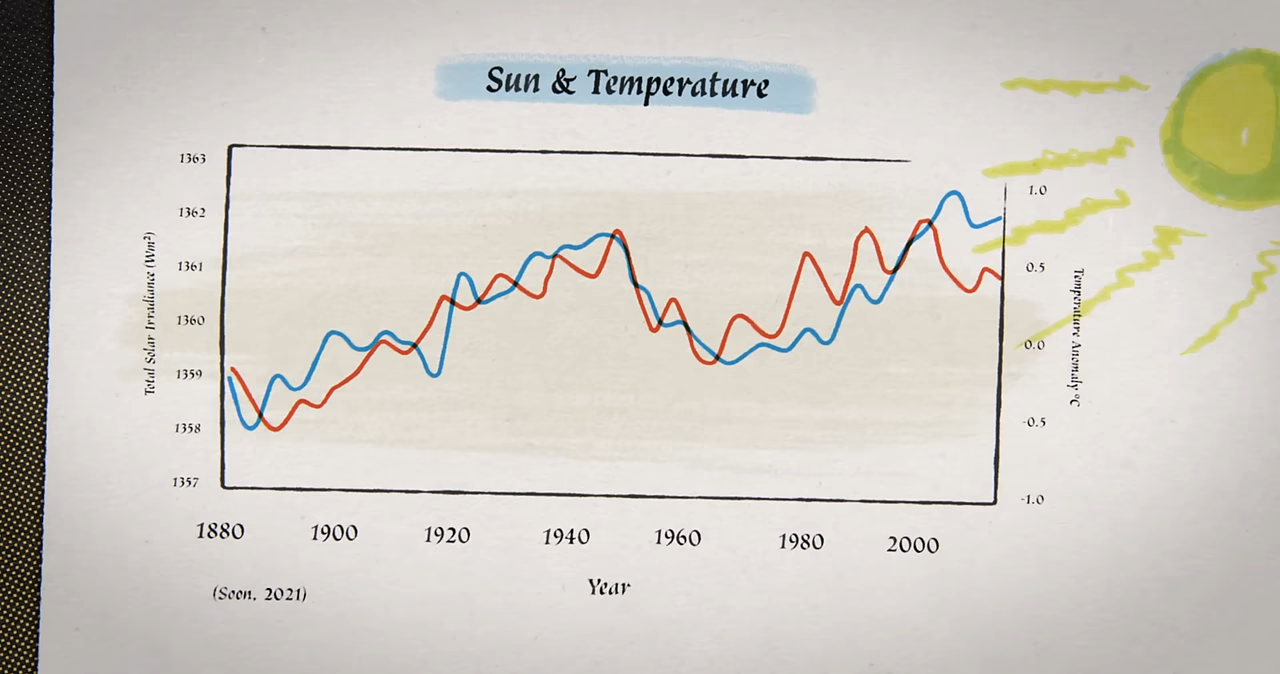 Sun & Temperature
1363
1362
1361
1360
1359
1358
1357
Total Solar Irradiance (Wm²)
1.0
0.5
0.0
-0.5
-1.0
Temperature Anomaly °C
1880 1900 1920 1940 1960 1980 2000
Year
(Soon, 2021)